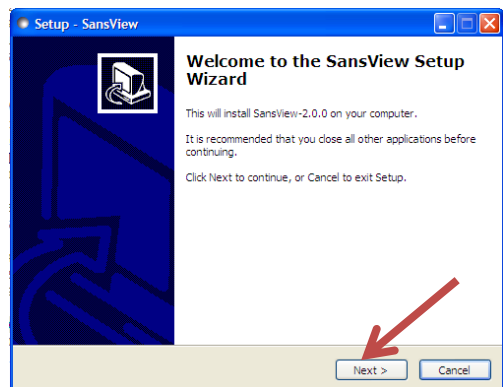 Setup - SansView
Welcome to the SansView Setup
Wizard
This will install SansView-2.0.0 on your computer.
It is recommended that you close all other applications before
continuing.
Click Next to continue, or Cancel to exit Setup.
Next >
Cancel